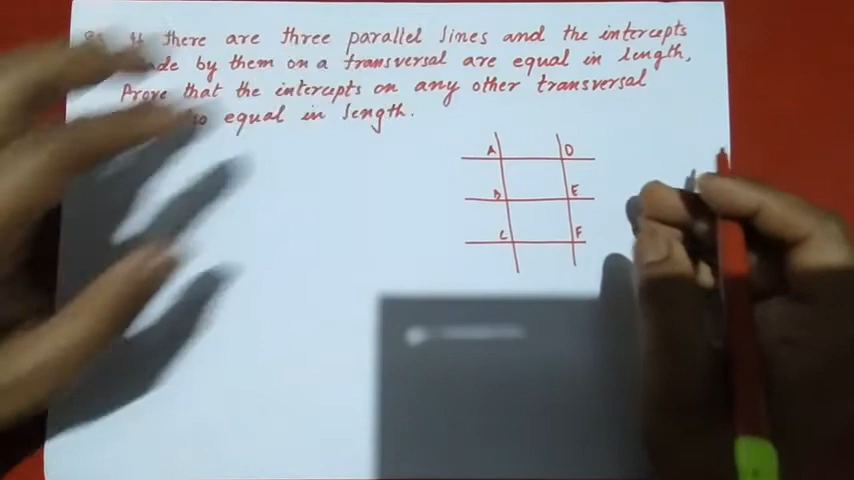 If there are three parallel lines and the intercepts
by them on a transversal are equal in length,
Prove that the intercepts on any other transversal
equal in length.
A D
B E
C F